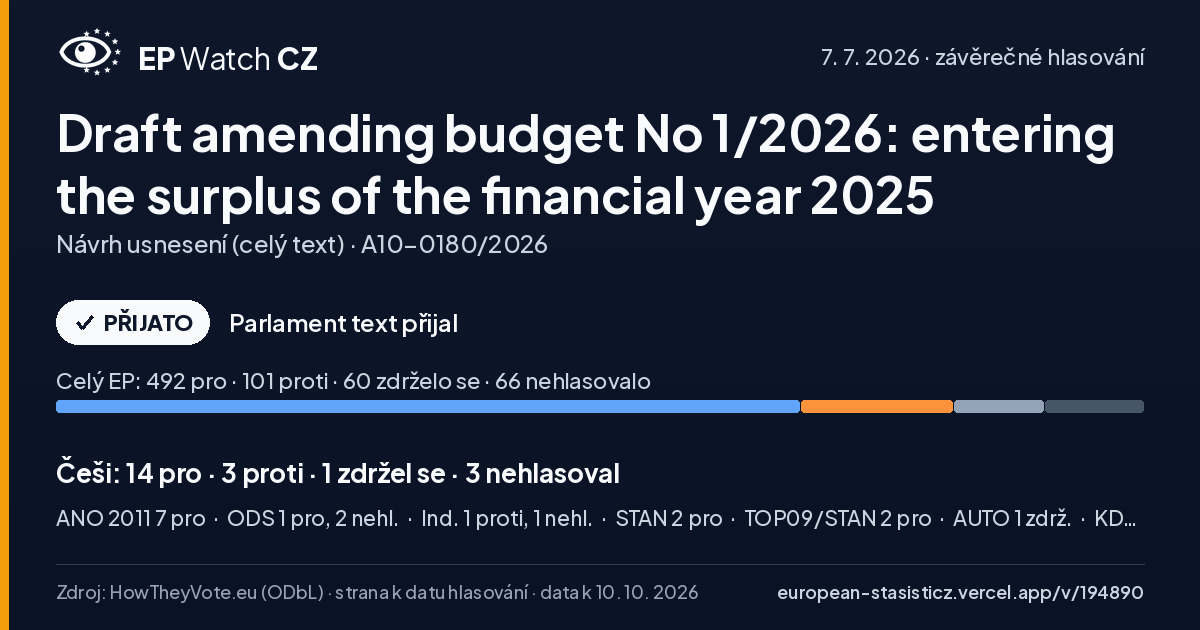 EP Watch CZ
7. 7. 2026 · závěrečné hlasování
Draft amending budget No 1/2026: entering
the surplus of the financial year 2025
Návrh usnesení (celý text) · A10-0180/2026
✓ PŘIJATO Parlament text přijal
Celý EP: 492 pro · 101 proti · 60 zdrželo se · 66 nehlasovalo
Češi: 14 pro · 3 proti · 1 zdržel se · 3 nehlasoval
ANO 2011 7 pro · ODS 1 pro, 2 nehl. · Ind. 1 proti, 1 nehl. · STAN 2 pro · TOP09/STAN 2 pro · AUTO 1 zdrž. · KD…
Zdroj: HowTheyVote.eu (ODbL) · strana k datu hlasování · data k 10. 10. 2026
european-stasisticz.vercel.app/v/194890